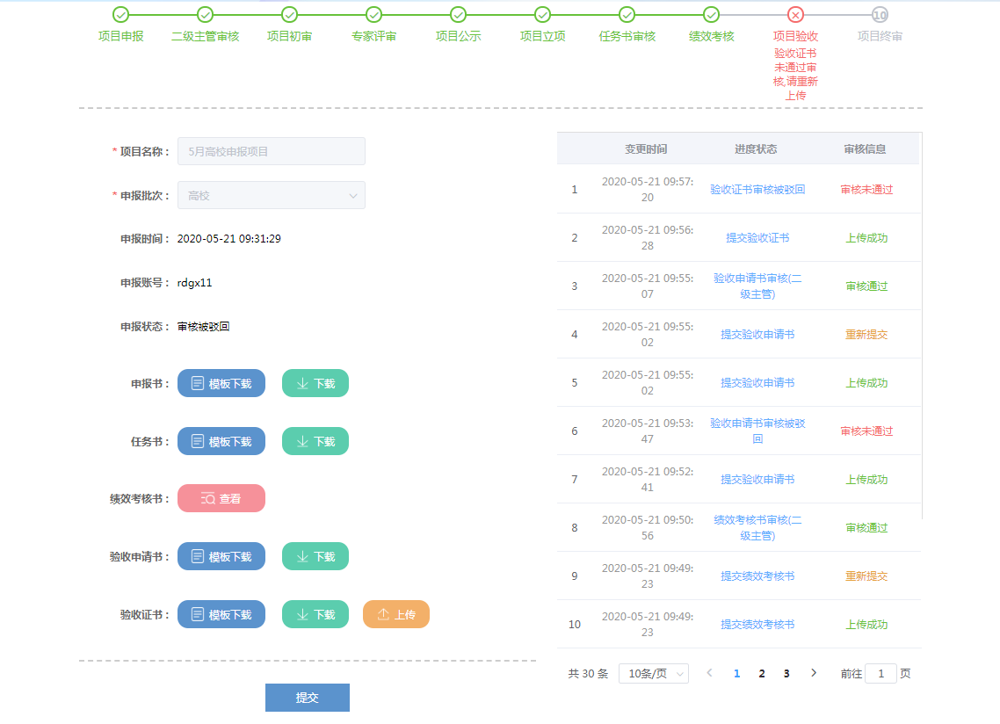 项目申报 二级主管审核 项目初审 专家评审 项目公示 项目立项 任务书审核 绩效考核 项目验收 项目终审
10
验收证书
未通过审
核,请重新
上传
* 项目名称： 5月高校申报项目
* 申报批次： 高校
申报时间： 2020-05-21 09:31:29
申报账号： rdgx11
申报状态： 审核被驳回
申报书： 模板下载 下载
任务书： 模板下载 下载
绩效考核书： 查看
验收申请书： 模板下载 下载
验收证书： 模板下载 下载 上传
提交
变更时间 进度状态 审核信息
1 2020-05-21 09:57:
20 验收证书审核被驳回 审核未通过
2 2020-05-21 09:56:
28 提交验收证书 上传成功
3 2020-05-21 09:55:
07 验收申请书审核(二
级主管) 审核通过
4 2020-05-21 09:55:
02 提交验收申请书 重新提交
5 2020-05-21 09:55:
02 提交验收申请书 上传成功
6 2020-05-21 09:53:
47 验收申请书审核被驳
回 审核未通过
7 2020-05-21 09:52:
41 提交验收申请书 上传成功
8 2020-05-21 09:50:
56 绩效考核书审核(二
级主管) 审核通过
9 2020-05-21 09:49:
23 提交绩效考核书 重新提交
10 2020-05-21 09:49:
23 提交绩效考核书 上传成功
共 30 条 10条/页 1 2 3 前往 1 页